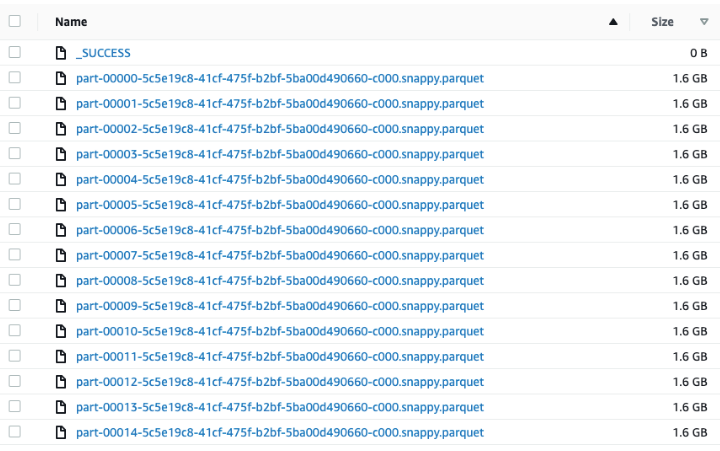 Name Size
_SUCCESS 0 B
part-00000-5c5e19c8-41cf-475f-b2bf-5ba00d490660-c000.snappy.parquet 1.6 GB
part-00001-5c5e19c8-41cf-475f-b2bf-5ba00d490660-c000.snappy.parquet 1.6 GB
part-00002-5c5e19c8-41cf-475f-b2bf-5ba00d490660-c000.snappy.parquet 1.6 GB
part-00003-5c5e19c8-41cf-475f-b2bf-5ba00d490660-c000.snappy.parquet 1.6 GB
part-00004-5c5e19c8-41cf-475f-b2bf-5ba00d490660-c000.snappy.parquet 1.6 GB
part-00005-5c5e19c8-41cf-475f-b2bf-5ba00d490660-c000.snappy.parquet 1.6 GB
part-00006-5c5e19c8-41cf-475f-b2bf-5ba00d490660-c000.snappy.parquet 1.6 GB
part-00007-5c5e19c8-41cf-475f-b2bf-5ba00d490660-c000.snappy.parquet 1.6 GB
part-00008-5c5e19c8-41cf-475f-b2bf-5ba00d490660-c000.snappy.parquet 1.6 GB
part-00009-5c5e19c8-41cf-475f-b2bf-5ba00d490660-c000.snappy.parquet 1.6 GB
part-00010-5c5e19c8-41cf-475f-b2bf-5ba00d490660-c000.snappy.parquet 1.6 GB
part-00011-5c5e19c8-41cf-475f-b2bf-5ba00d490660-c000.snappy.parquet 1.6 GB
part-00012-5c5e19c8-41cf-475f-b2bf-5ba00d490660-c000.snappy.parquet 1.6 GB
part-00013-5c5e19c8-41cf-475f-b2bf-5ba00d490660-c000.snappy.parquet 1.6 GB
part-00014-5c5e19c8-41cf-475f-b2bf-5ba00d490660-c000.snappy.parquet 1.6 GB